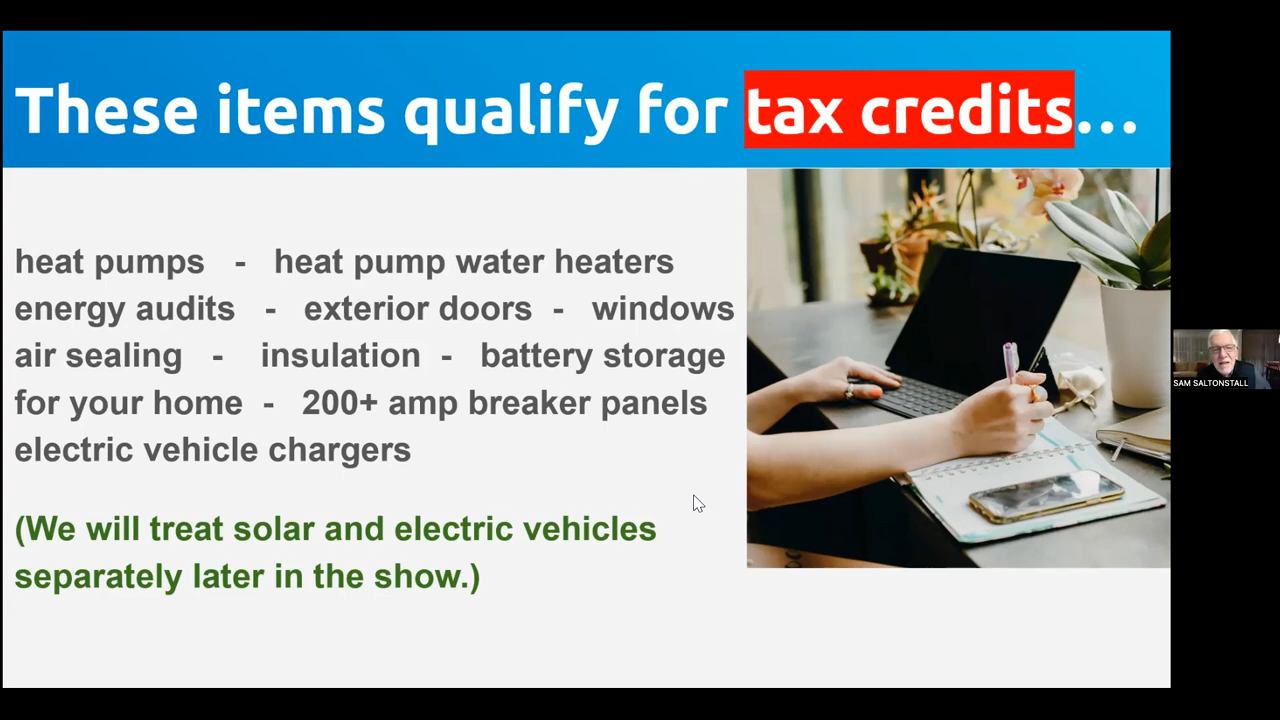 These items qualify for tax credits...
heat pumps - heat pump water heaters
energy audits - exterior doors - windows
air sealing - insulation - battery storage
for your home - 200+ amp breaker panels
electric vehicle chargers
(We will treat solar and electric vehicles
separately later in the show.)
SAM SALTONSTALL